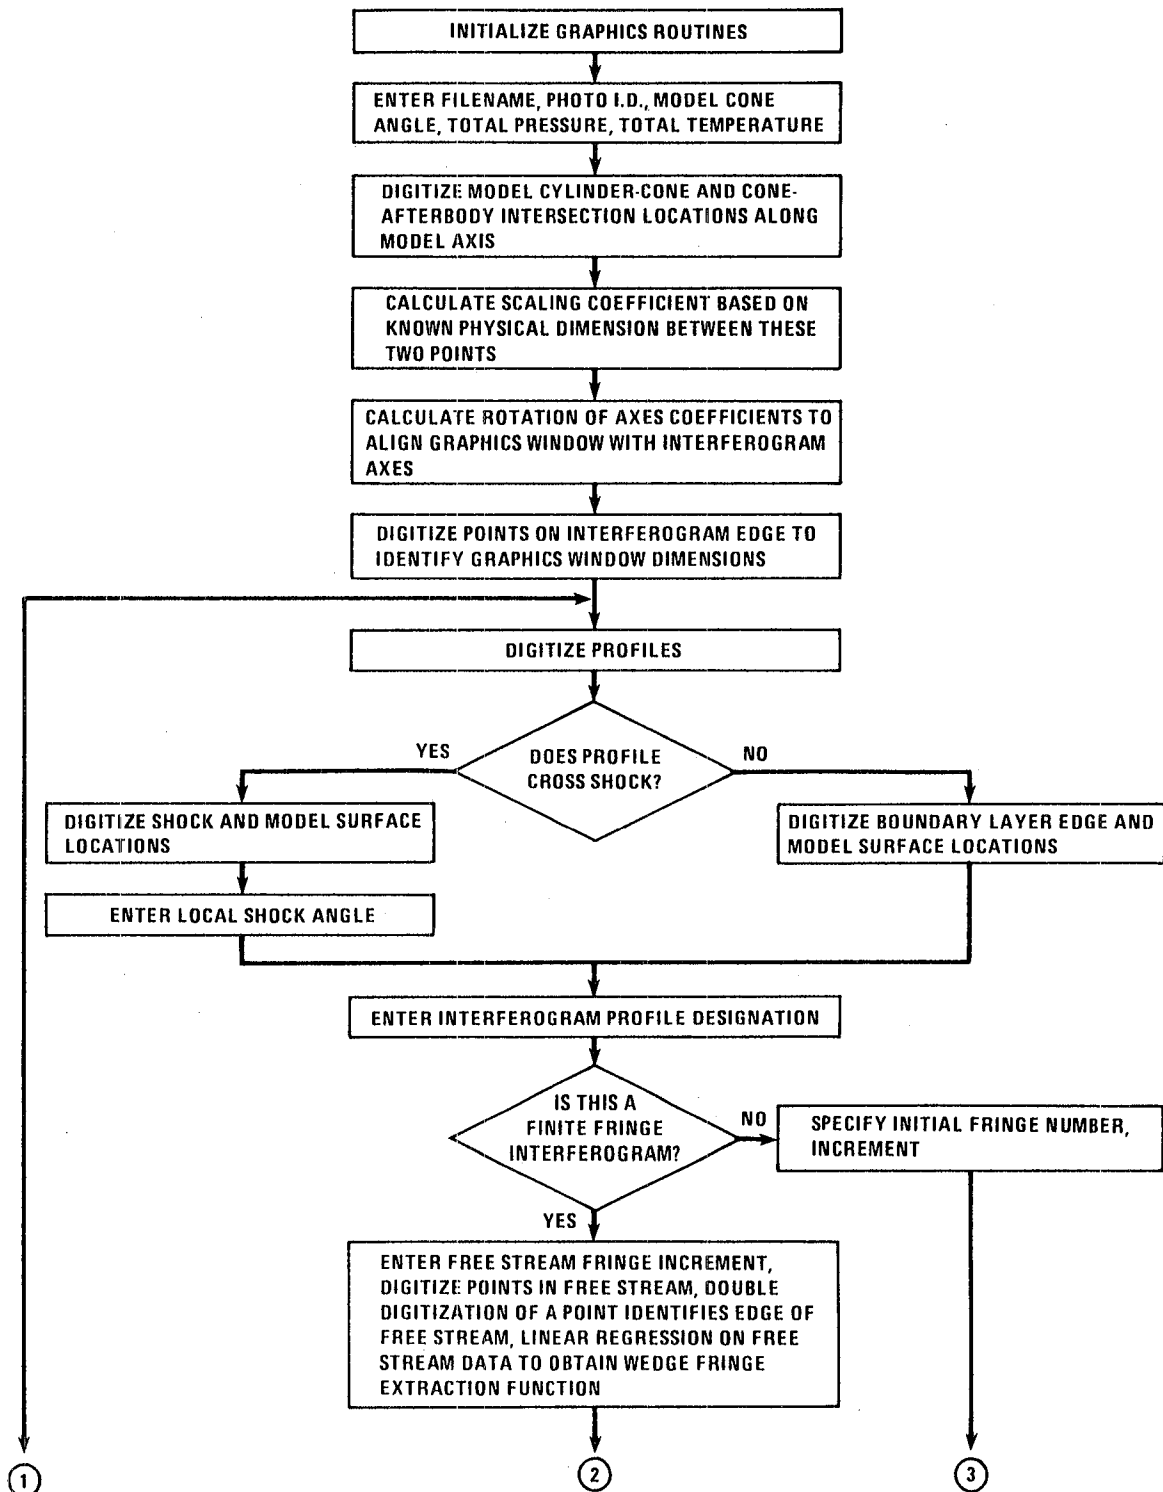 INITIALIZE GRAPHICS ROUTINES
ENTER FILENAME, PHOTO I.D., MODEL CONE
ANGLE, TOTAL PRESSURE, TOTAL TEMPERATURE
DIGITIZE MODEL CYLINDER-CONE AND CONE-
AFTERBODY INTERSECTION LOCATIONS ALONG
MODEL AXIS
CALCULATE SCALING COEFFICIENT BASED ON
KNOWN PHYSICAL DIMENSION BETWEEN THESE
TWO POINTS
CALCULATE ROTATION OF AXES COEFFICIENTS TO
ALIGN GRAPHICS WINDOW WITH INTERFEROGRAM
AXES
DIGITIZE POINTS ON INTERFEROGRAM EDGE TO
IDENTIFY GRAPHICS WINDOW DIMENSIONS
DIGITIZE PROFILES
DOES PROFILE
CROSS SHOCK?
YES
NO
DIGITIZE SHOCK AND MODEL SURFACE
LOCATIONS
ENTER LOCAL SHOCK ANGLE
DIGITIZE BOUNDARY LAYER EDGE AND
MODEL SURFACE LOCATIONS
ENTER INTERFEROGRAM PROFILE DESIGNATION
IS THIS A
FINITE FRINGE
INTERFEROGRAM?
NO
SPECIFY INITIAL FRINGE NUMBER,
INCREMENT
YES
ENTER FREE STREAM FRINGE INCREMENT,
DIGITIZE POINTS IN FREE STREAM, DOUBLE
DIGITIZATION OF A POINT IDENTIFIES EDGE OF
FREE STREAM, LINEAR REGRESSION ON FREE
STREAM DATA TO OBTAIN WEDGE FRINGE
EXTRACTION FUNCTION
1
2
3